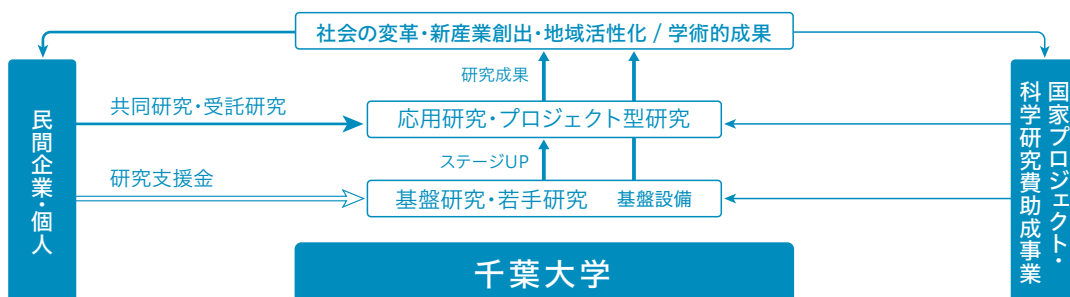 社会の変革・新産業創出・地域活性化 / 学術的成果
研究成果
民間企業・個人
共同研究・受託研究
応用研究・プロジェクト型研究
国家プロジェクト・
科学研究費助成事業
ステージUP
研究支援金
基盤研究・若手研究 基盤設備
千葉大学